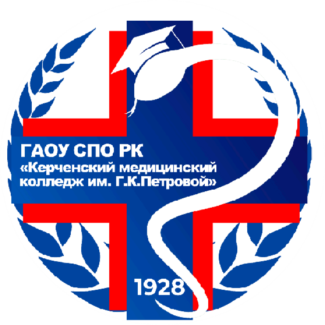 ГАОУ СПО РК
«Керченский медицинский
колледж им. Г.К.Петровой»
1928